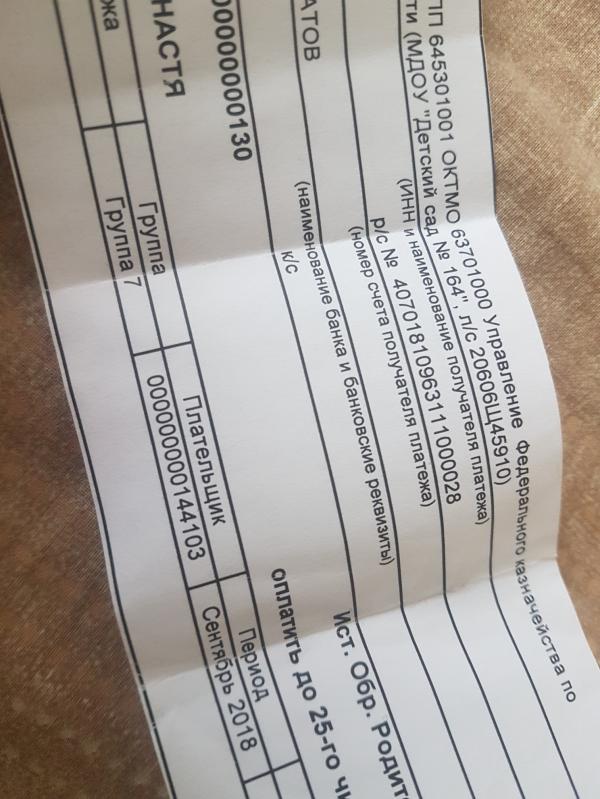 ПП 645301001 ОКТМО 63701000 Управление Федерального казначейства по
ти (МДОУ "Детский сад № 164", л/с 20606Щ45910)
(ИНН и наименование получателя платежа)
р/с № 40701810963111000028
(номер счета получателя платежа)
АТОВ
(наименование банка и банковские реквизиты)
к/с
00000000130
Ист. Обр. Родит
оплатить до 25-го чи
НАСТЯ
Группа Плательщик Период
Группа 7 000000000144103 Сентябрь 2018